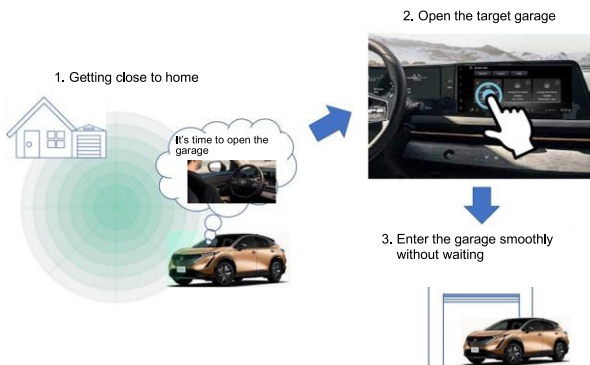 1. Getting close to home
It's time to open the
garage
2. Open the target garage
3. Enter the garage smoothly
without waiting